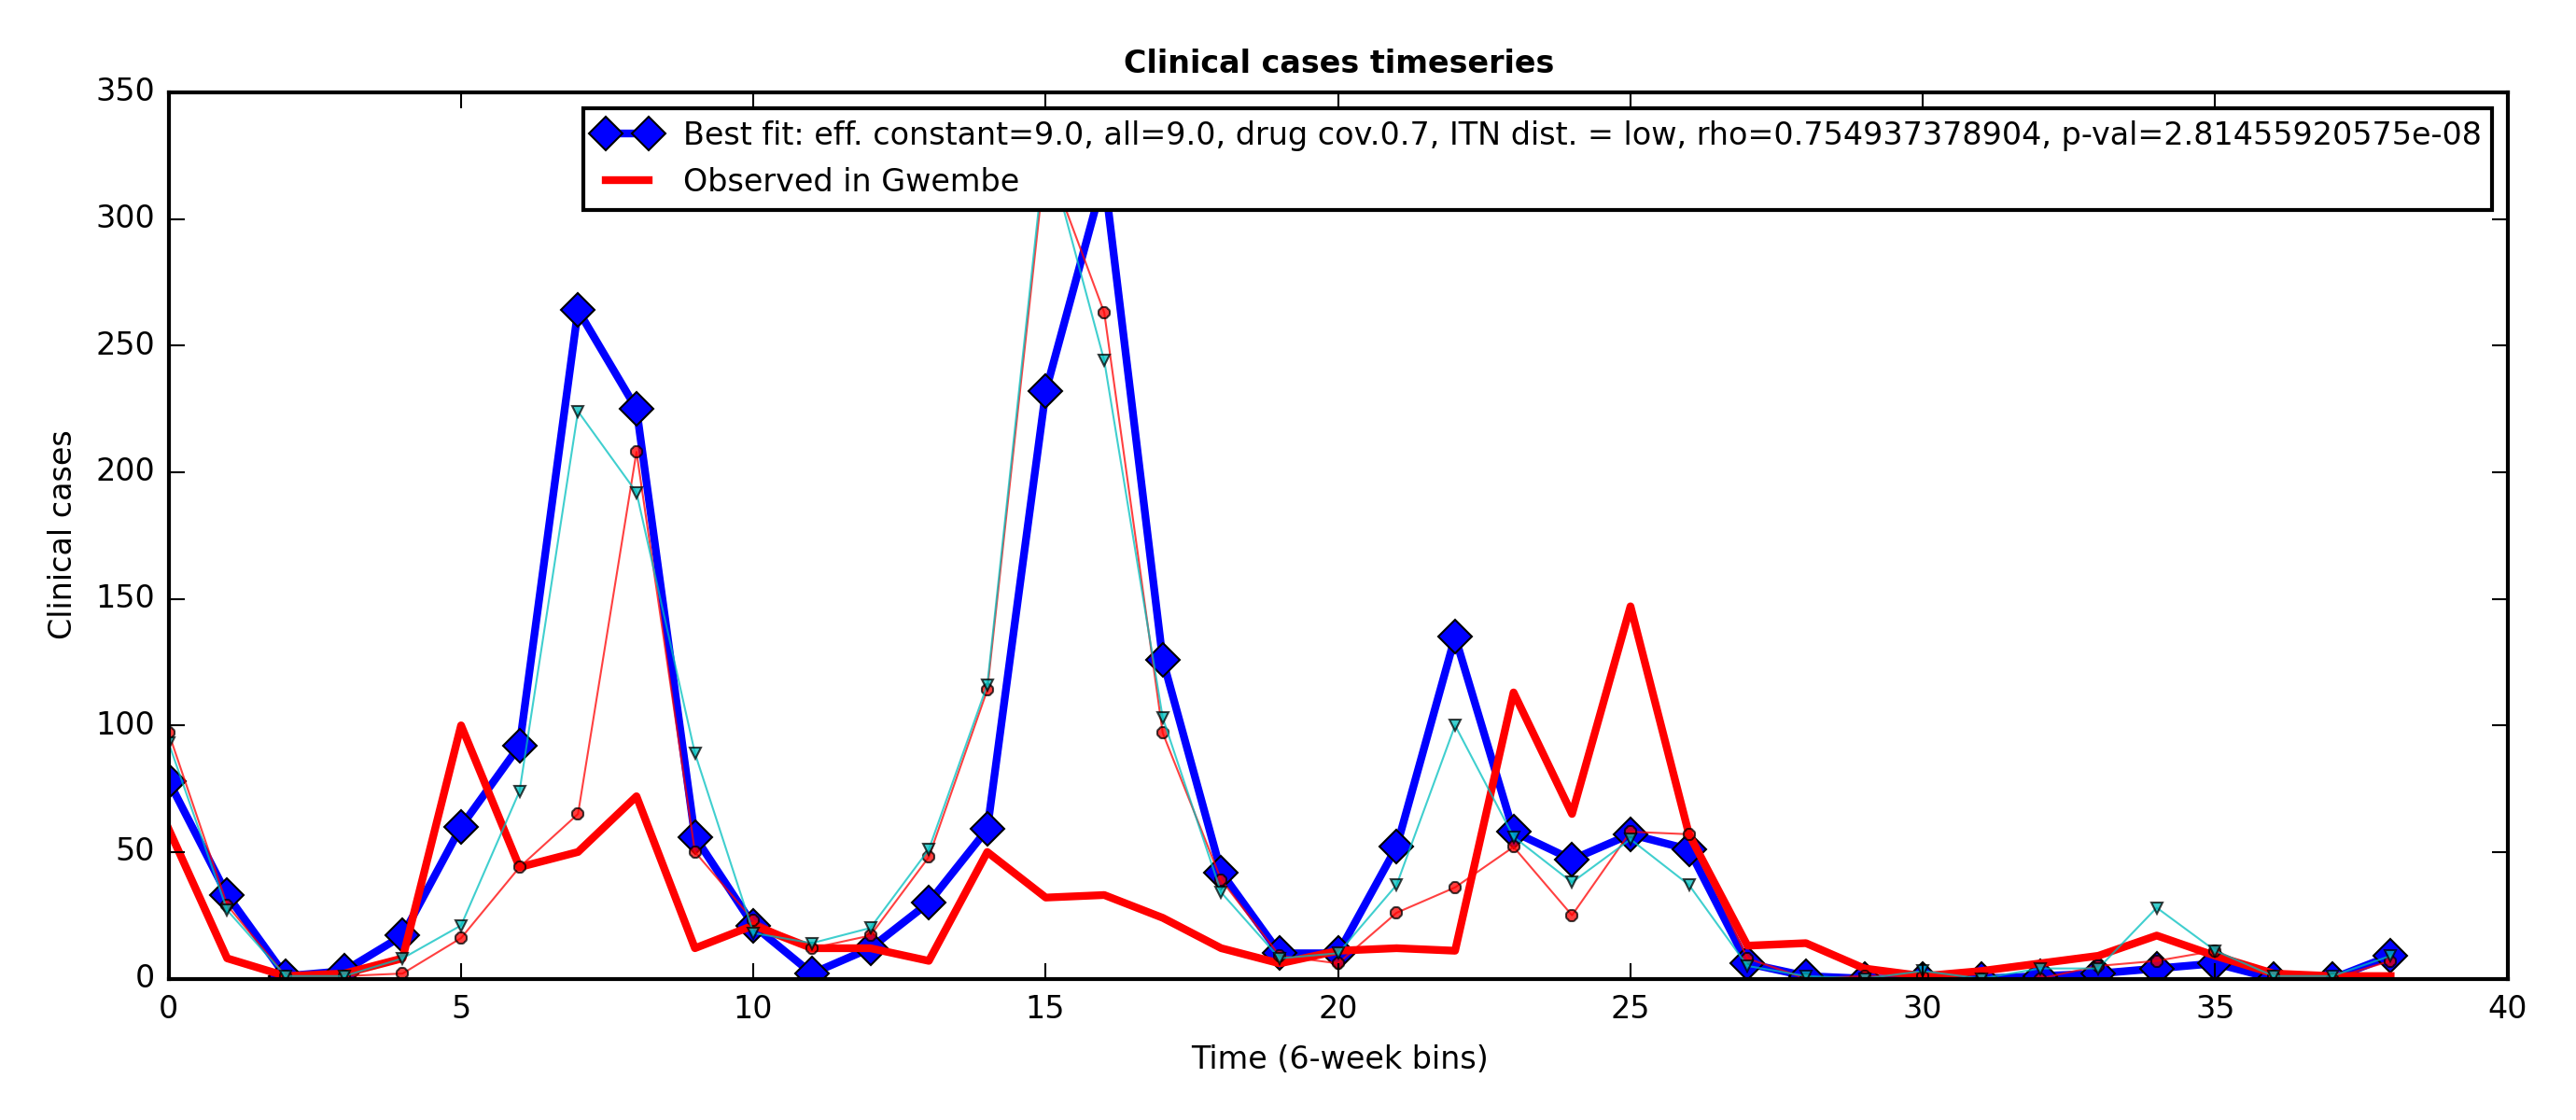 Clinical cases timeseries
350
300
250
200
150
100
50
0
Clinical cases
Best fit: eff. constant=9.0, all=9.0, drug cov.0.7, ITN dist. = low, rho=0.754937378904, p-val=2.81455920575e-08
Observed in Gwembe
0 5 10 15 20 25 30 35 40
Time (6-week bins)